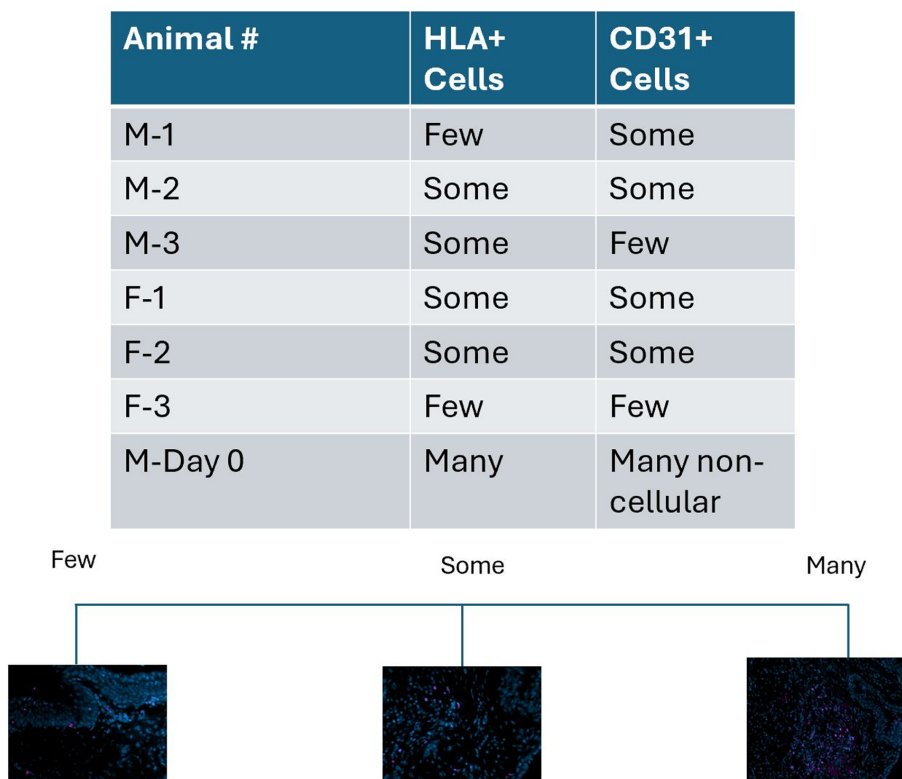 Animal # HLA+ Cells CD31+ Cells
M-1 Few Some
M-2 Some Some
M-3 Some Few
F-1 Some Some
F-2 Some Some
F-3 Few Few
M-Day 0 Many Many non-cellular
Few Some Many